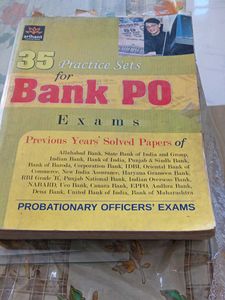 arihant
35 Practice Sets
for
Bank PO
Exams
Previous Years' Solved Papers of
Allahabad Bank, State Bank of India and Group,
Indian Bank, Bank of India, Punjab & Sindh Bank,
Bank of Baroda, Corporation Bank, IDBI, Oriental Bank of
Commerce, New India Assurance, Haryana Grameen Bank,
RBI Grade 'B', Punjab National Bank, Indian Overseas Bank,
NABARD, Uco Bank, Canara Bank, EPFO, Andhra Bank,
Dena Bank, United Bank of India, Bank of Maharashtra
PROBATIONARY OFFICERS' EXAMS